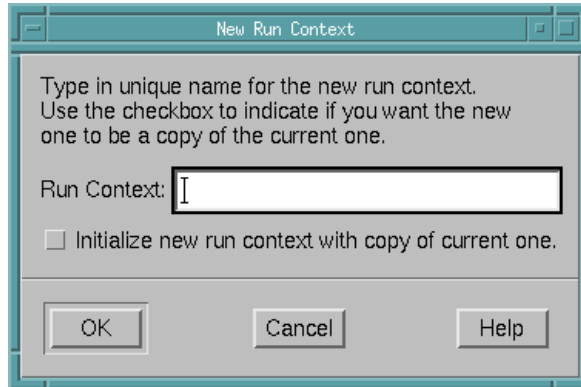 New Run Context
Type in unique name for the new run context.
Use the checkbox to indicate if you want the new
one to be a copy of the current one.
Run Context:
Initialize new run context with copy of current one.
OK Cancel Help